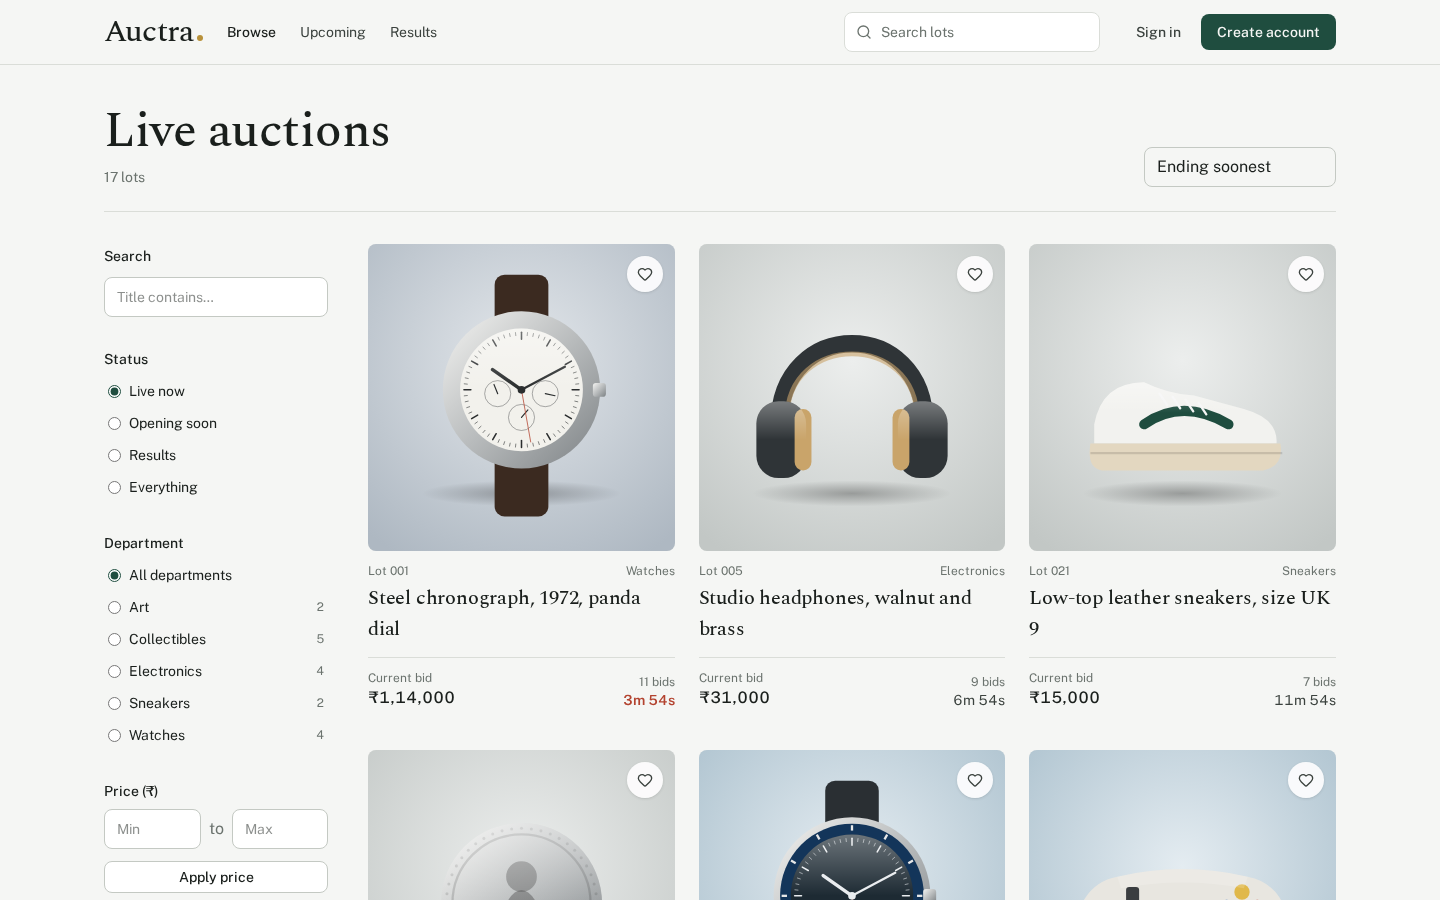 Auctra.
Browse
Upcoming
Results
Search lots
Sign in
Create account
Live auctions
17 lots
Ending soonest
Search
Title contains...
Status
Live now
Opening soon
Results
Everything
Department
All departments
Art 2
Collectibles 5
Electronics 4
Sneakers 2
Watches 4
Price (₹)
Min to Max
Apply price
Lot 001 Watches
Steel chronograph, 1972, panda
dial
Current bid 11 bids
₹1,14,000 3m 54s
Lot 005 Electronics
Studio headphones, walnut and
brass
Current bid 9 bids
₹31,000 6m 54s
Lot 021 Sneakers
Low-top leather sneakers, size UK
9
Current bid 7 bids
₹15,000 11m 54s